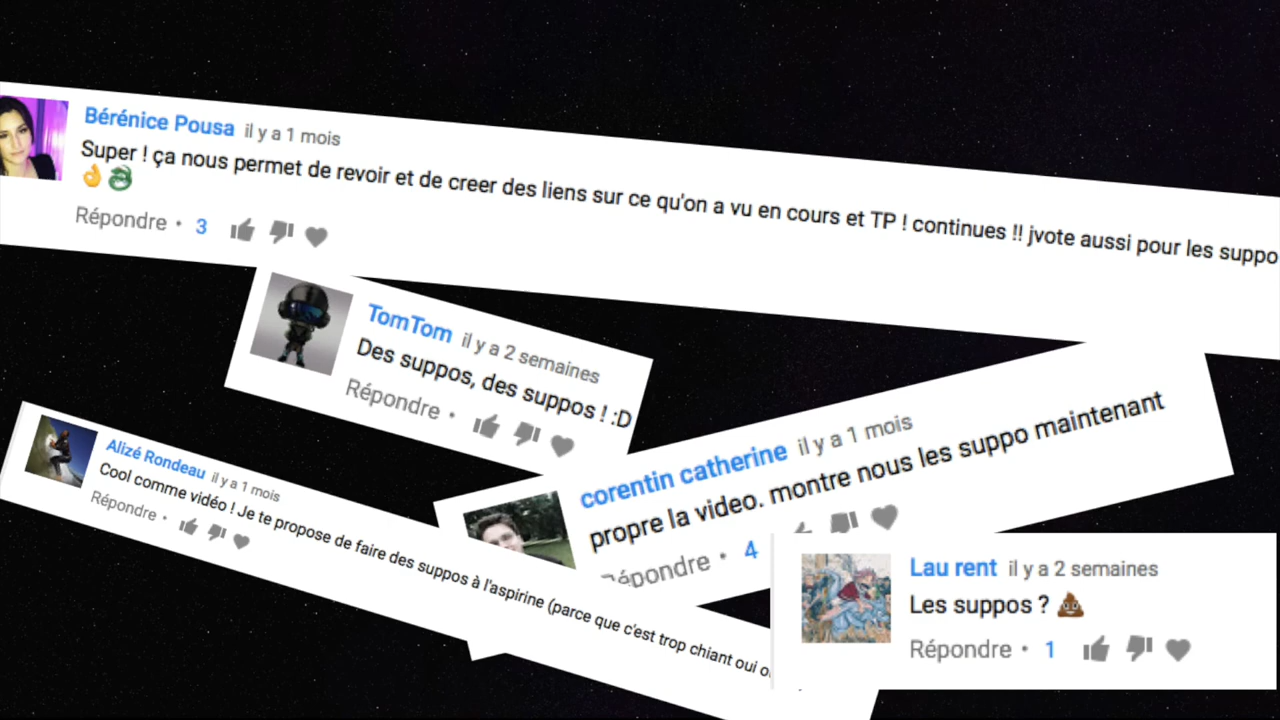 Bérénice Pousa il y a 1 mois
Super ! ça nous permet de revoir et de creer des liens sur ce qu'on a vu en cours et TP ! continues !! jvote aussi pour les suppo
Répondre • 3
TomTom il y a 2 semaines
Des suppos, des suppos ! :D
Répondre •
corentin catherine il y a 1 mois
propre la video. montre nous les suppo maintenant
Répondre • 4
Alizé Rondeau il y a 1 mois
Cool comme vidéo ! Je te propose de faire des suppos à l'aspirine (parce que c'est trop chiant oui
Répondre •
Lau rent il y a 2 semaines
Les suppos ? 💩
Répondre • 1